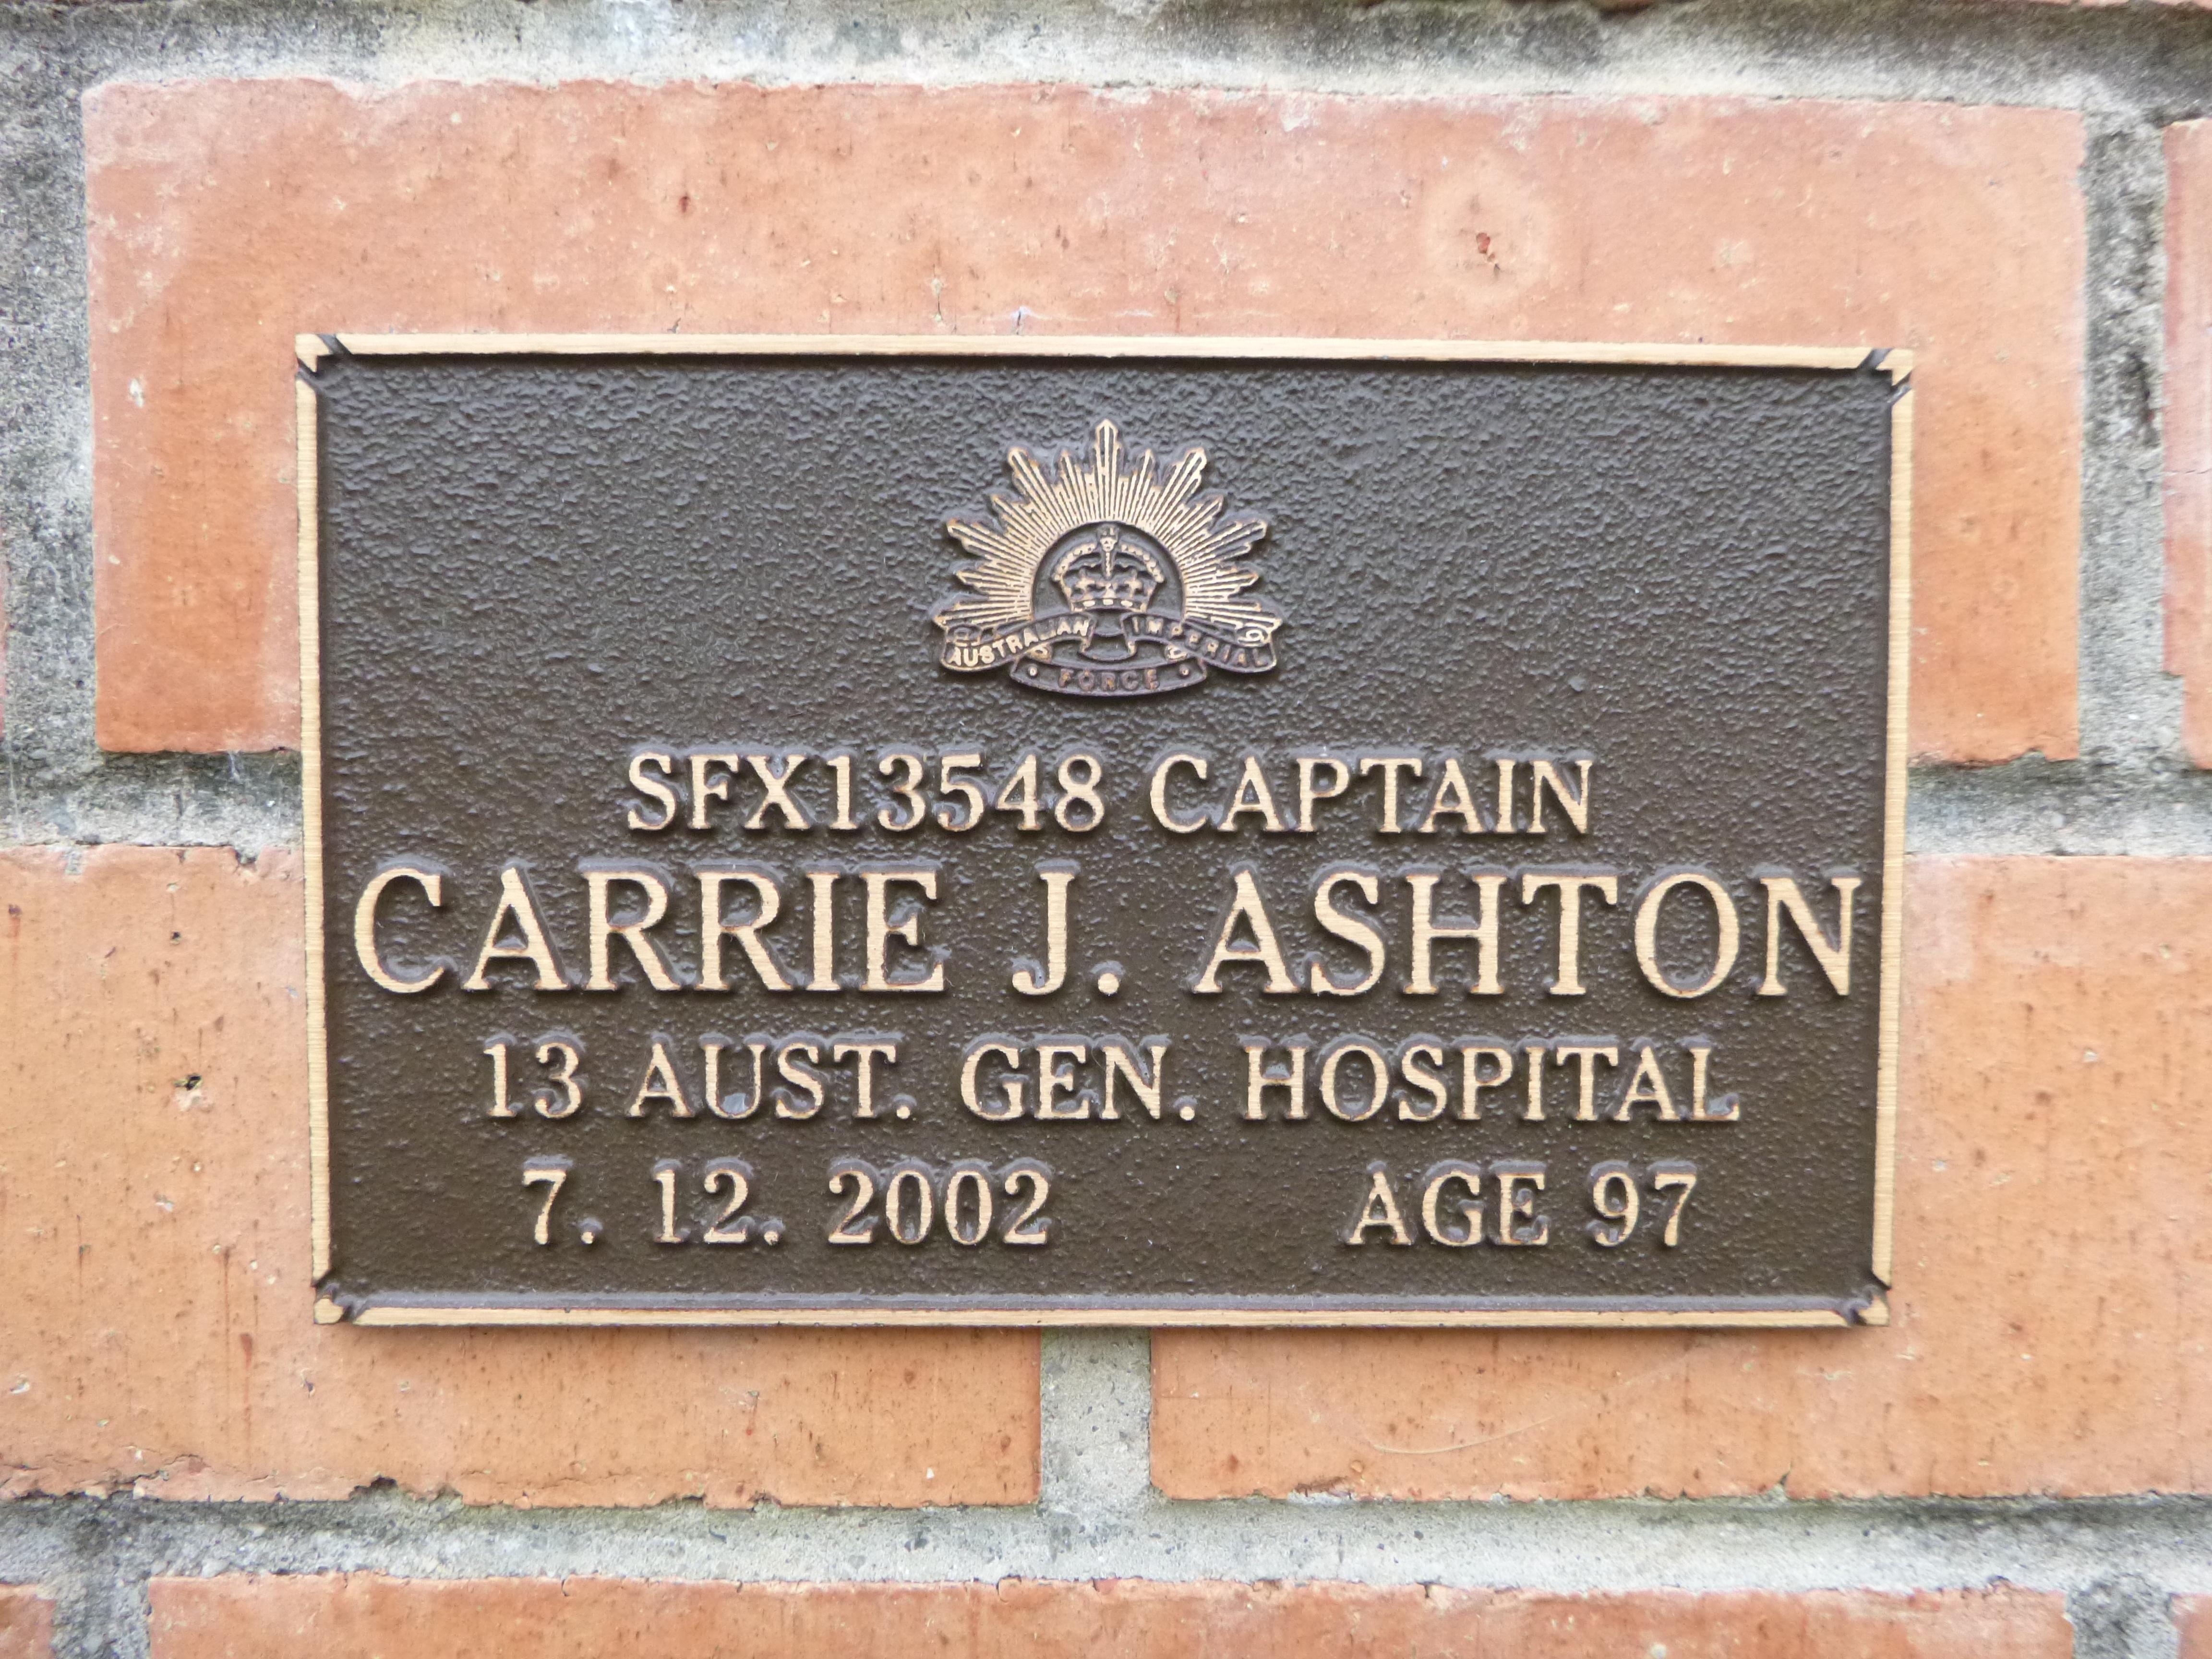 AUSTRALIAN IMPERIAL
FORCE
SFX13548 CAPTAIN
CARRIE J. ASHTON
13 AUST. GEN. HOSPITAL
7. 12. 2002 AGE 97